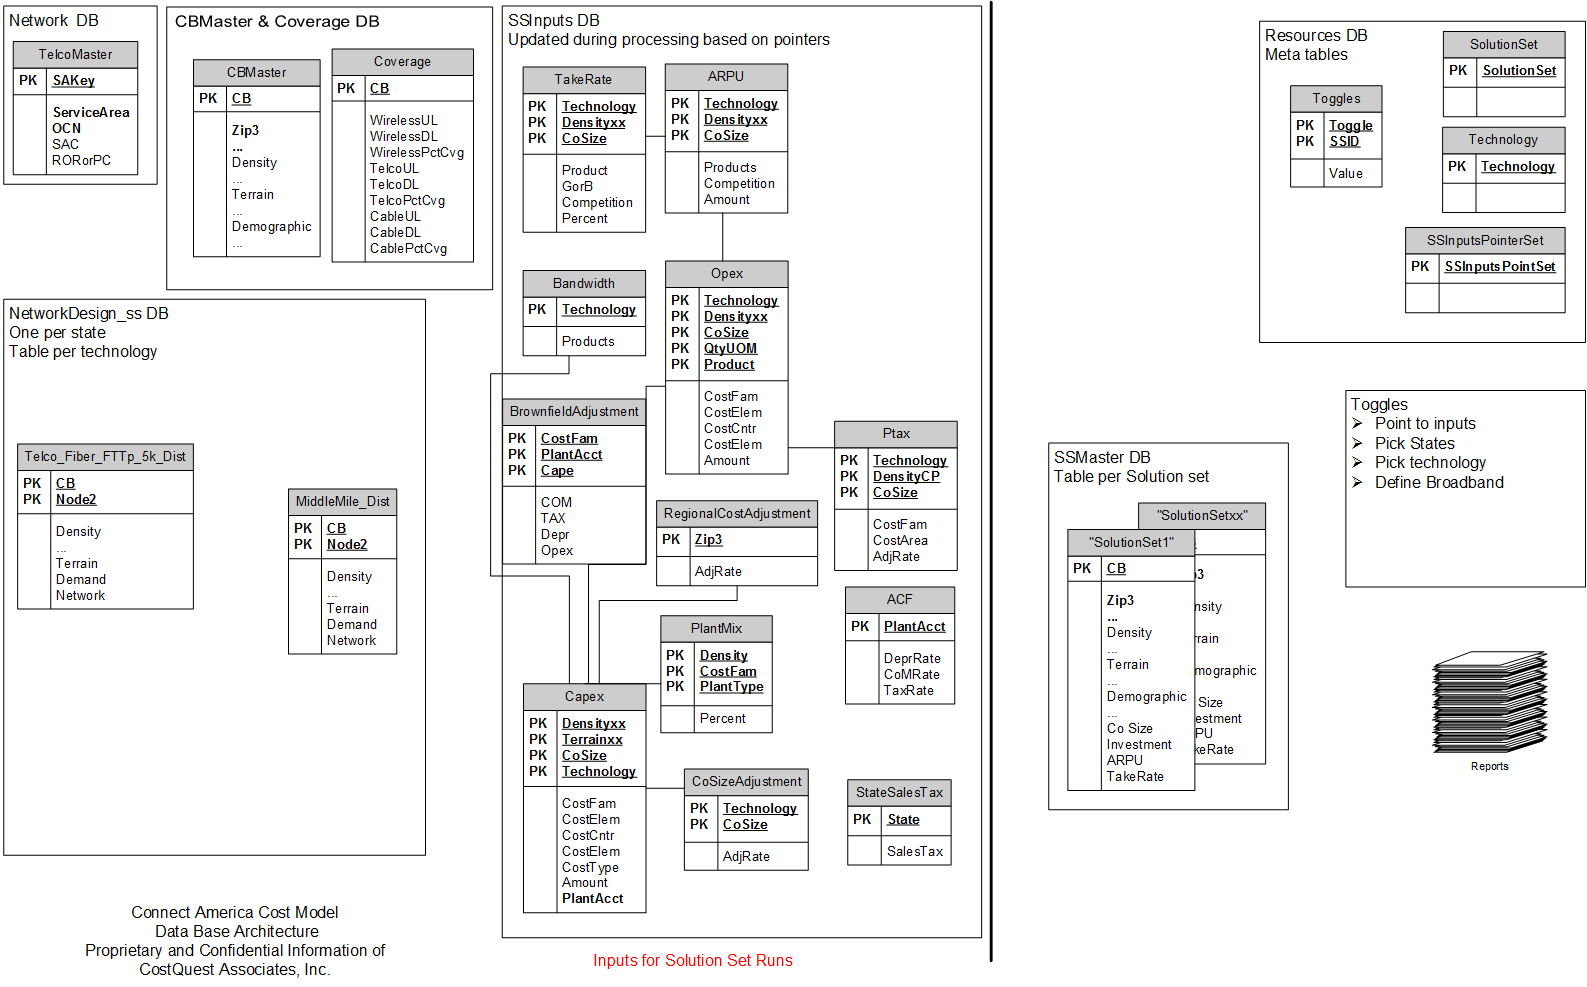 Network  DB
TelcoMaster
PK SAKey
ServiceArea
OCN
SAC
RORorPC
CBMaster & Coverage DB
CBMaster
PK CB
Zip3
...
Density
...
Terrain
...
Demographic
...
Coverage
PK CB
WirelessUL
WirelessDL
WirelessPctCvg
TelcoUL
TelcoDL
TelcoPctCvg
CableUL
CableDL
CablePctCvg
NetworkDesign_ss DB
One per state
Table per technology
Telco_Fiber_FTTp_5k_Dist
PK CB
PK Node2
Density
...
Terrain
Demand
Network
MiddleMile_Dist
PK CB
PK Node2
Density
...
Terrain
Demand
Network
Connect America Cost Model
Data Base Architecture
Proprietary and Confidential Information of
CostQuest Associates, Inc.
SSInputs DB
Updated during processing based on pointers
TakeRate
PK Technology
PK Densityxx
PK CoSize
Product
GorB
Competition
Percent
ARPU
PK Technology
PK Densityxx
PK CoSize
Products
Competition
Amount
Bandwidth
PK Technology
Products
Opex
PK Technology
PK Densityxx
PK CoSize
PK QtyUOM
PK Product
CostFam
CostElem
CostCntr
CostElem
Amount
BrownfieldAdjustment
PK CostFam
PK PlantAcct
PK Cape
COM
TAX
Depr
Opex
Ptax
PK Technology
PK DensityCP
PK CoSize
CostFam
CostArea
AdjRate
RegionalCostAdjustment
PK Zip3
AdjRate
ACF
PK PlantAcct
DeprRate
CoMRate
TaxRate
PlantMix
PK Density
PK CostFam
PK PlantType
Percent
Capex
PK Densityxx
PK Terrainxx
PK CoSize
PK Technology
CostFam
CostElem
CostCntr
CostElem
CostType
Amount
PlantAcct
CoSizeAdjustment
PK Technology
PK CoSize
AdjRate
StateSalesTax
PK State
SalesTax
Inputs for Solution Set Runs
Resources DB
Meta tables
Toggles
PK Toggle
PK SSID
Value
SolutionSet
PK SolutionSet
Technology
PK Technology
SSInputsPointerSet
PK SSInputsPointSet
Toggles
➢ Point to inputs
➢ Pick States
➢ Pick technology
➢ Define Broadband
SSMaster DB
Table per Solution set
"SolutionSetxx"
p3
nsity
rrain
mographic
Size
vestment
PU
keRate
"SolutionSet1"
PK CB
Zip3
...
Density
...
Terrain
...
Demographic
...
Co Size
Investment
ARPU
TakeRate
Reports